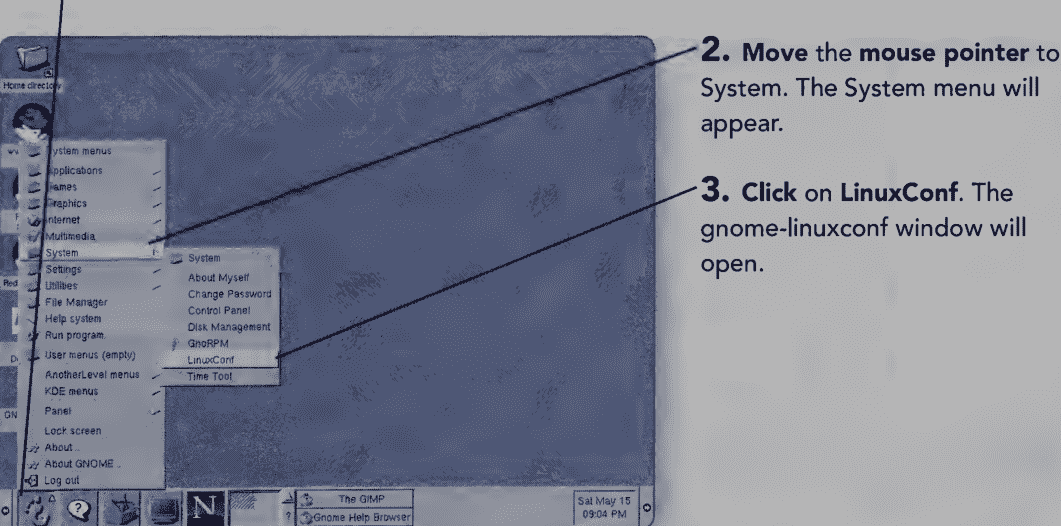 2. Move the mouse pointer to
System. The System menu will
appear.
3. Click on LinuxConf. The
gnome-linuxconf window will
open.
Home directory
ystem menus
Applications
Games
Graphics
Internet
Multimedia
System
Settings
Utilities
File Manager
Help system
Run program
User menus (empty)
AnotherLevel menus
KDE menus
Panel
Lock screen
About..
About GNOME..
Log out
System
About Myself
Change Password
Control Panel
Disk Management
GnoRPM
LinuxConf
Time Tool
Red
GN
N
The GIMP
Gnome Help Browser
Sat May 15
09:04 PM